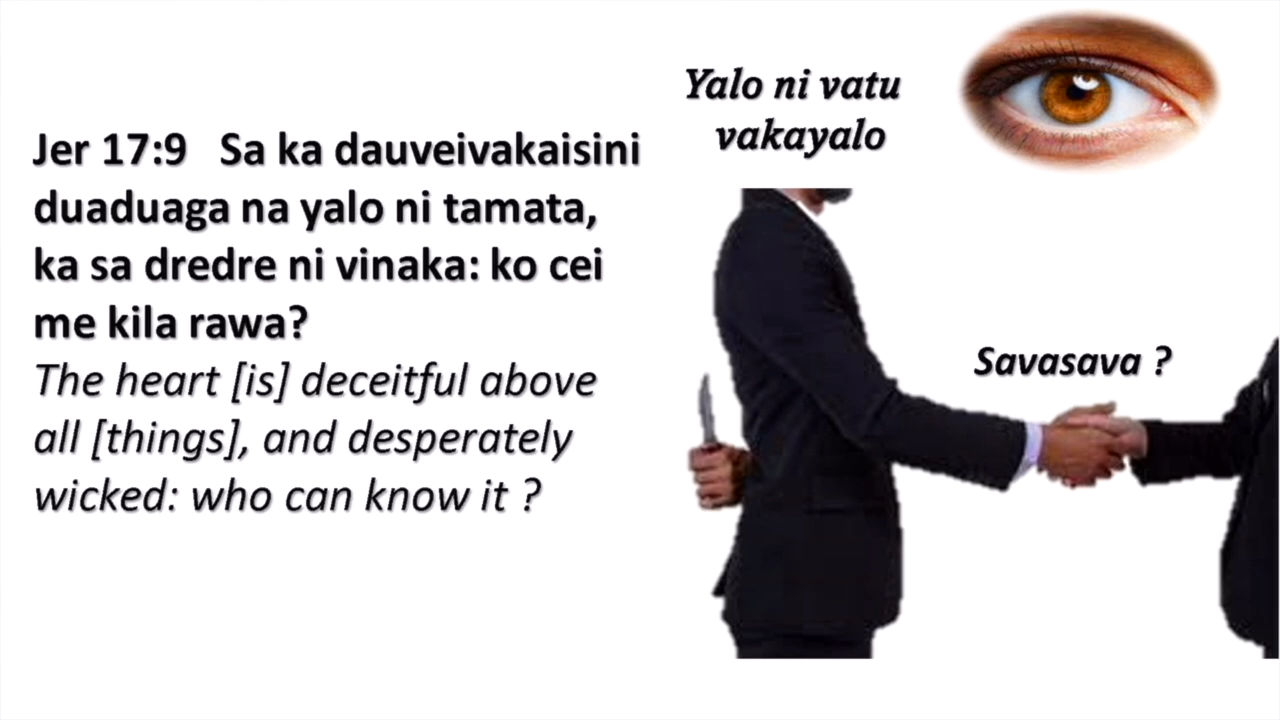 Jer 17:9 Sa ka dauveivakaisini
duaduaga na yalo ni tamata,
ka sa dredre ni vinaka: ko cei
me kila rawa?
The heart [is] deceitful above
all [things], and desperately
wicked: who can know it ?
Yalo ni vatu
vakayalo
Savasava ?